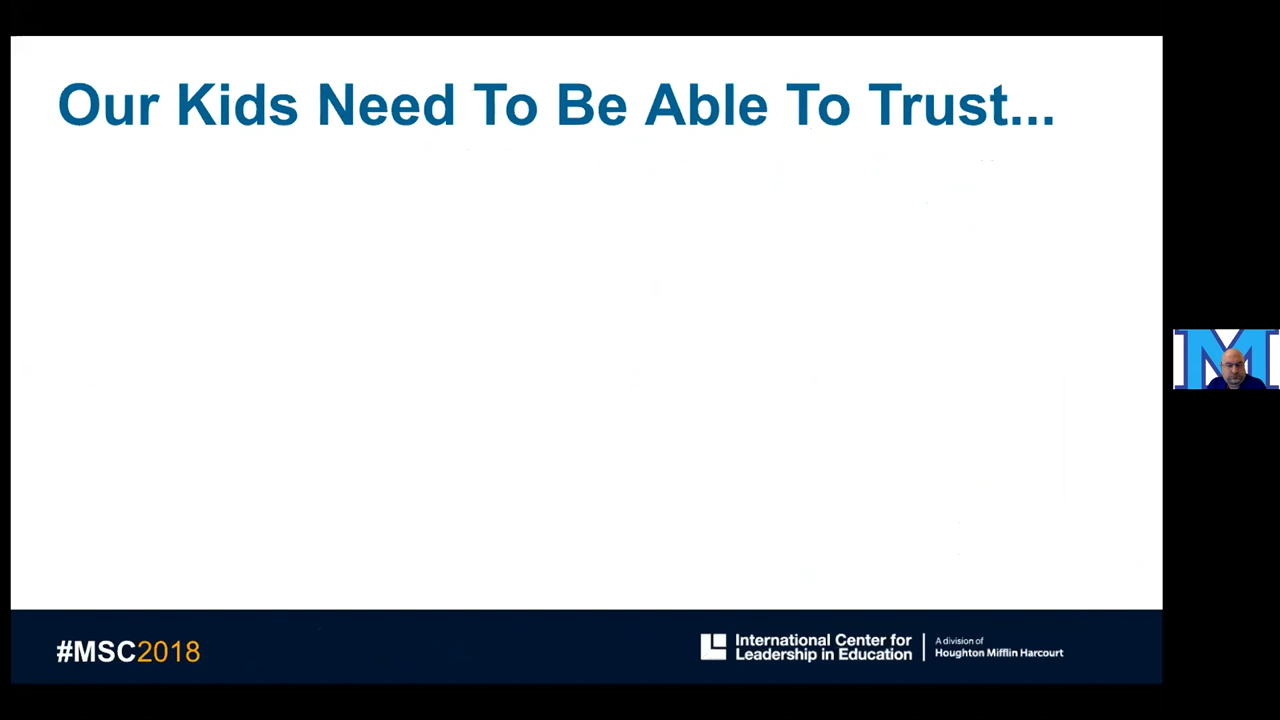 Our Kids Need To Be Able To Trust...
M
#MSC2018
International Center for
Leadership in Education
A division of
Houghton Mifflin Harcourt